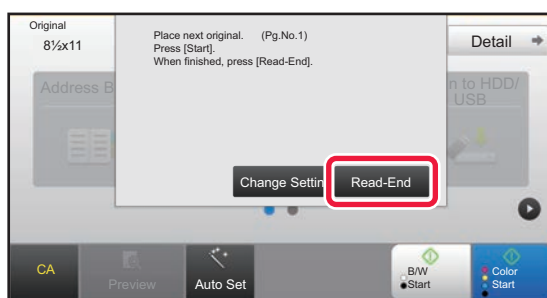 Original
8½x11
Place next original. (Pg.No.1)
Press [Start].
When finished, press [Read-End].
Detail
Address B
n to HDD/
USB
Change Settin
Read-End
CA
Preview
Auto Set
B/W
Start
Color
Start